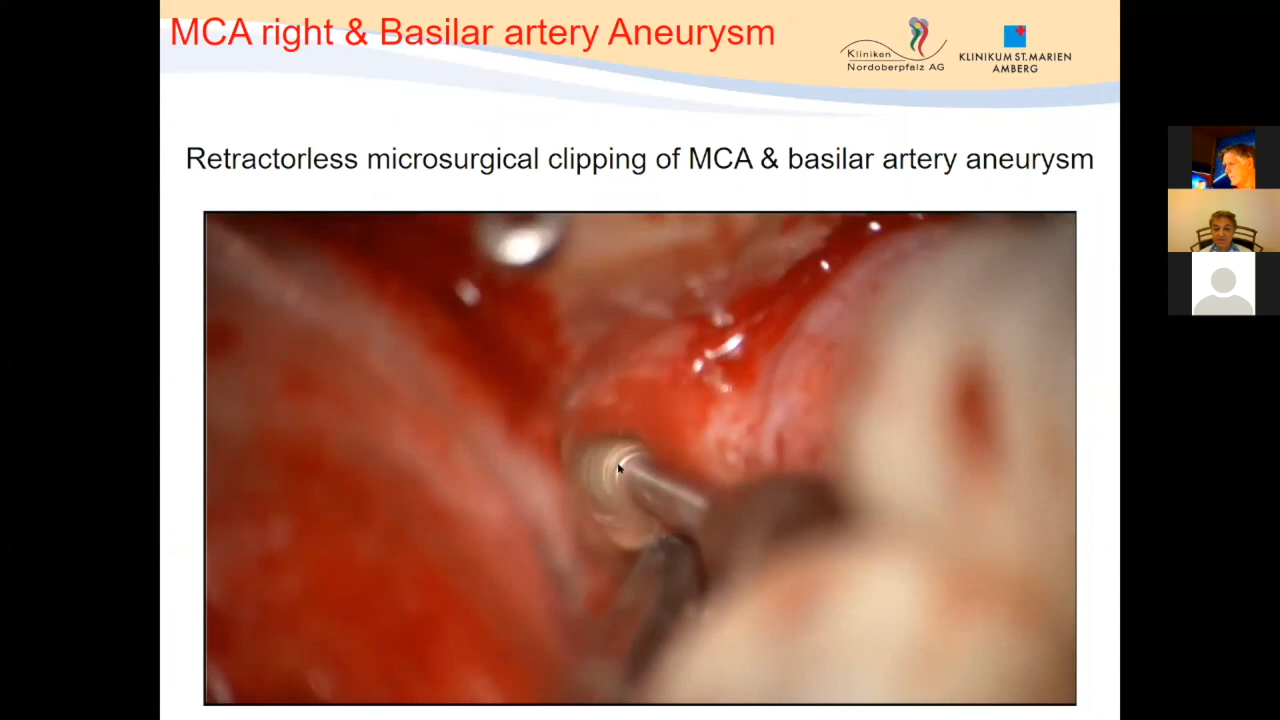 MCA right & Basilar artery Aneurysm
Kliniken
Nordoberpfalz AG
KLINIKUM ST. MARIEN
AMBERG
Retractorless microsurgical clipping of MCA & basilar artery aneurysm